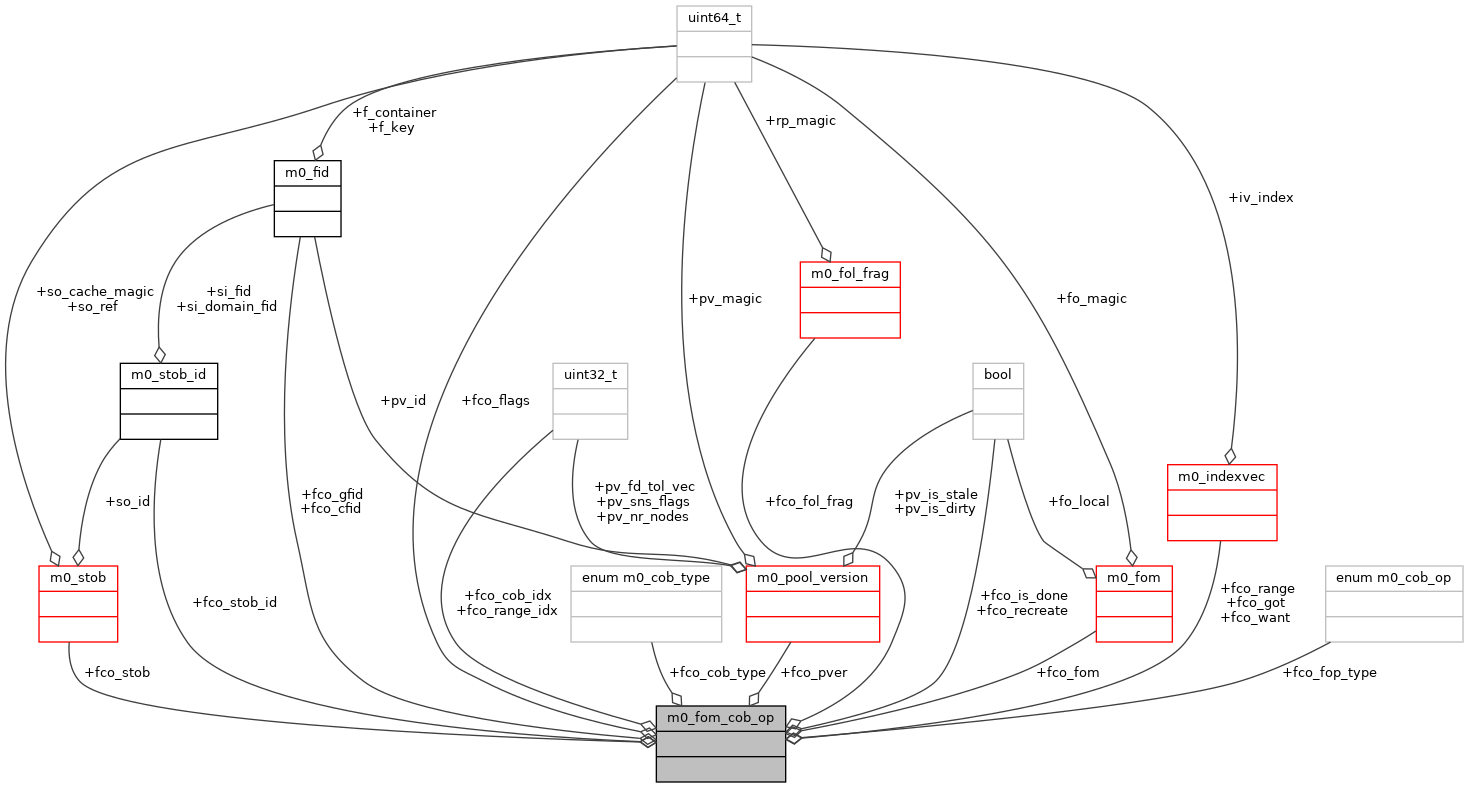 uint64_t
+f_container
+f_key
+rp_magic
m0_fid
+iv_index
m0_fol_frag
+so_cache_magic
+so_ref
+si_fid
+si_domain_fid
+pv_magic
+fo_magic
m0_stob_id
uint32_t
bool
+pv_id
+fco_flags
m0_indexvec
+so_id
+fco_gfid
+fco_cfid
+pv_fd_tol_vec
+pv_sns_flags
+pv_nr_nodes
+fco_fol_frag
+pv_is_stale
+pv_is_dirty
+fo_local
m0_stob
enum m0_cob_type
m0_pool_version
m0_fom
enum m0_cob_op
+fco_stob_id
+fco_cob_idx
+fco_range_idx
+fco_is_done
+fco_recreate
+fco_range
+fco_got
+fco_want
+fco_stob
+fco_cob_type
+fco_pver
+fco_fom
+fco_fop_type
m0_fom_cob_op